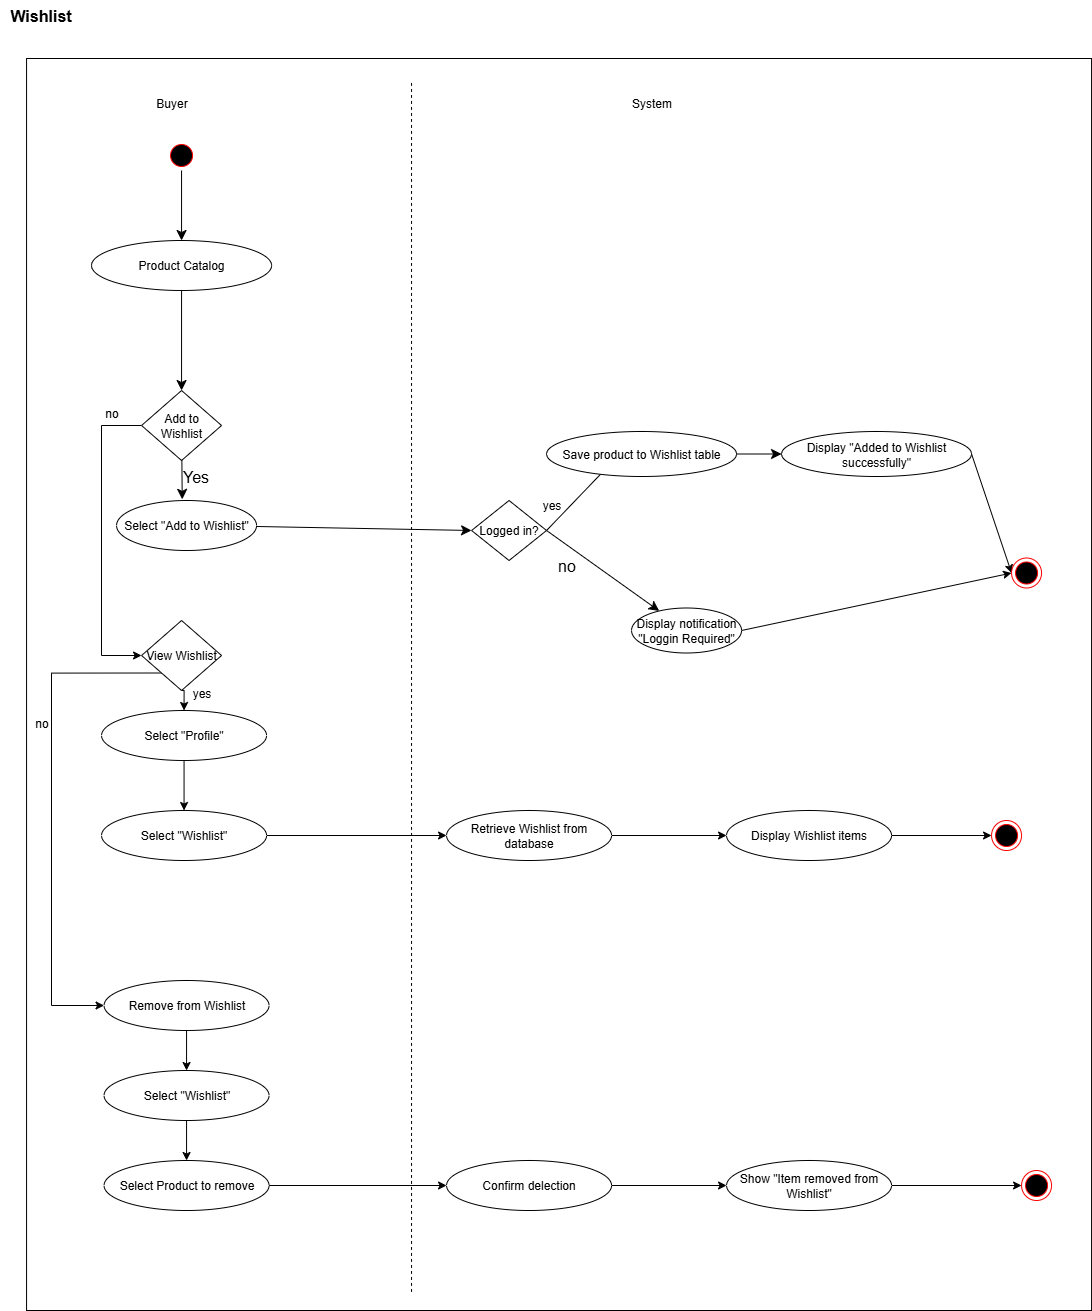 Wishlist
Buyer
System
Product Catalog
no
Add to
Wishlist
Yes
Select "Add to Wishlist"
Save product to Wishlist table
Display "Added to Wishlist
successfully"
yes
Logged in?
no
Display notification
"Loggin Required"
View Wishlist
yes
no
Select "Profile"
Select "Wishlist"
Retrieve Wishlist from
database
Display Wishlist items
Remove from Wishlist
Select "Wishlist"
Select Product to remove
Confirm delection
Show "Item removed from
Wishlist"